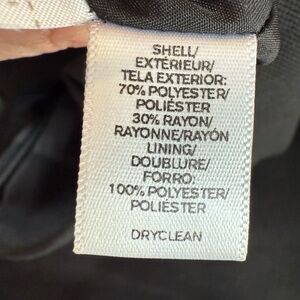 SHELL/
EXTÉRIEUR/
TELA EXTERIOR:
70% POLYESTER/
POLIÉSTER
30% RAYON/
RAYONNE/RAYÓN
LINING/
DOUBLURE/
FORRO:
100% POLYESTER/
POLIÉSTER
DRYCLEAN